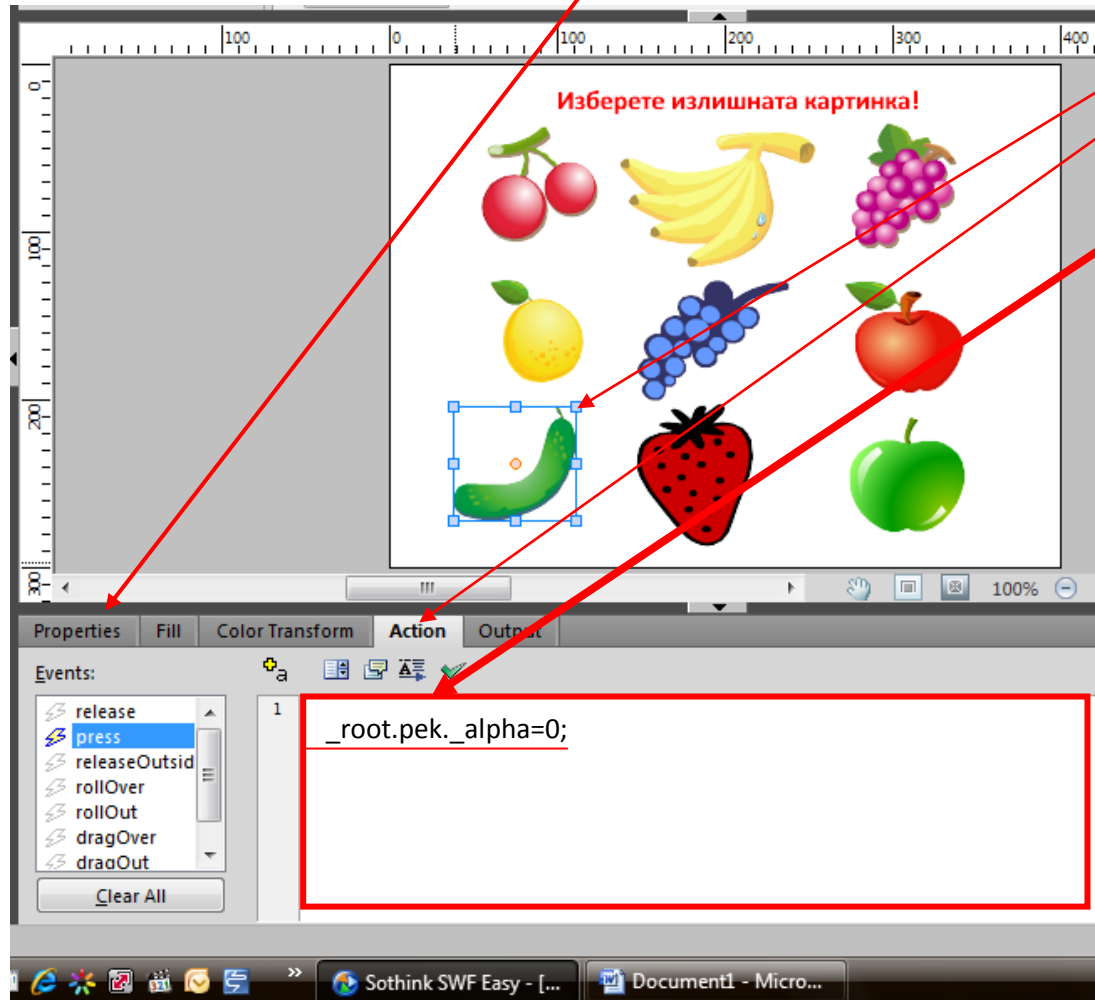 100 0 100 200 300 400
Изберете излишната картинка!
0
100
200
300
100%
Properties Fill Color Transform Action Output
Events:
a A
release
press
releaseOutsid
rollOver
rollOut
dragOver
dragOut
Clear All
1
_root.pek._alpha=0;
» Sothink SWF Easy - [... Document1 - Micro...